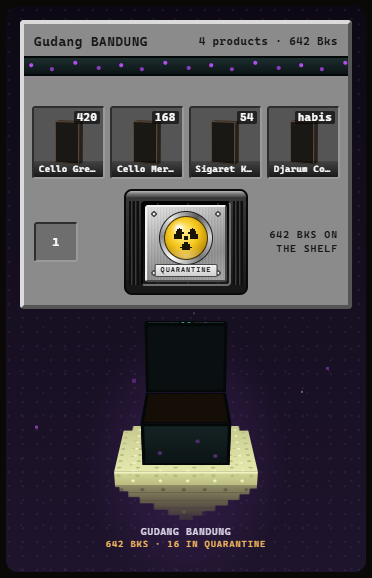 Gudang BANDUNG
4 products · 642 Bks
420
168
54
habis
Cello Gre…
Cello Mer…
Sigaret K…
Djarum Co…
1
QUARANTINE
642 BKS ON
THE SHELF
GUDANG BANDUNG
642 BKS · 16 IN QUARANTINE